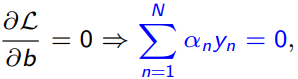 ∂ℒ/∂b = 0 ⇒ ∑_{n=1}^{N} α_n y_n = 0,